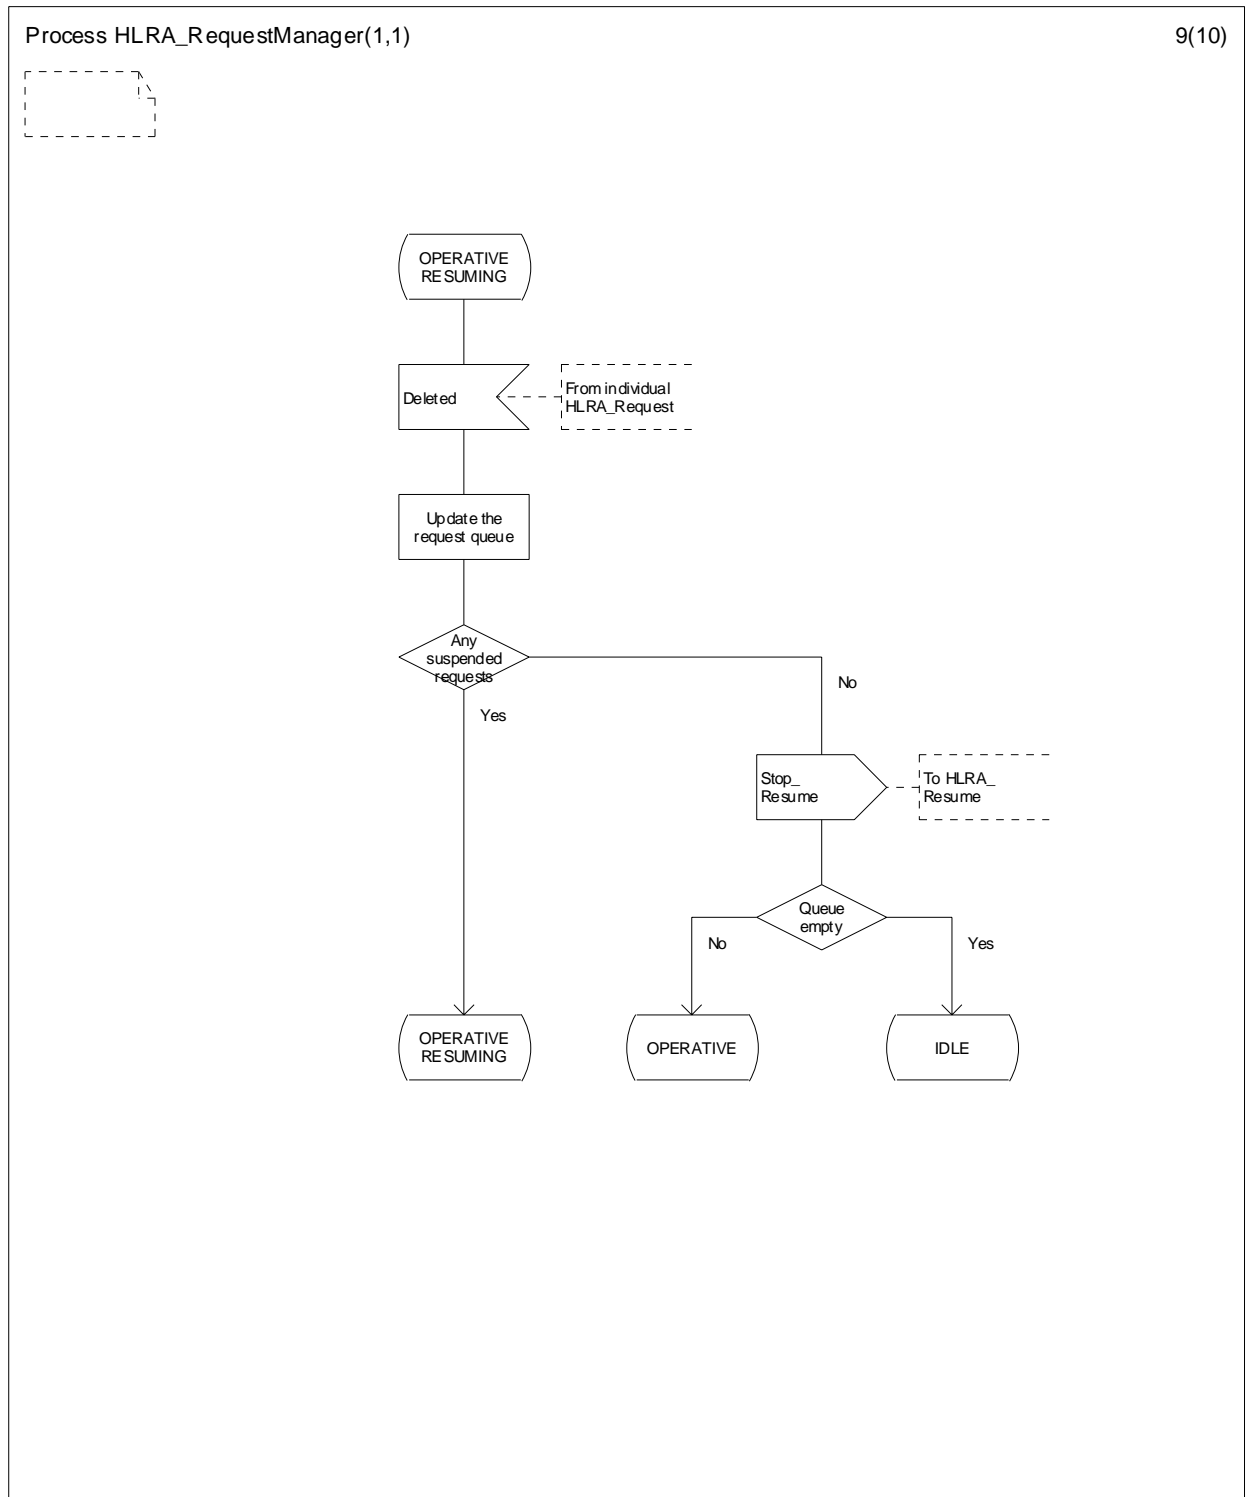 Process HLRA_RequestManager(1,1)
9(10)
OPERATIVE
RESUMING
Deleted
From individual
HLRA_Request
Update the
request queue
Any
suspended
requests
No
Yes
Stop_
Resume
To HLRA_
Resume
Queue
empty
No
Yes
OPERATIVE
RESUMING
OPERATIVE
IDLE